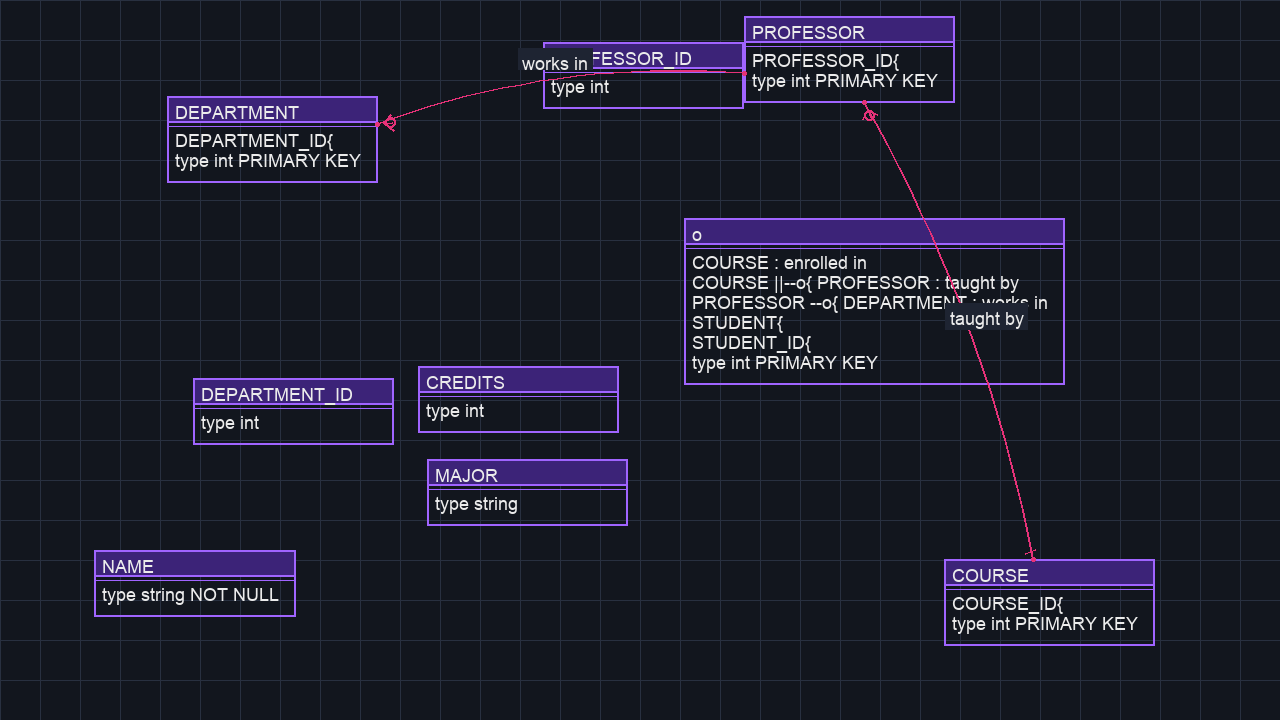 PROFESSOR
PROFESSOR_ID{
type int PRIMARY KEY
FESSOR_ID
type int
works in
DEPARTMENT
DEPARTMENT_ID{
type int PRIMARY KEY
o
COURSE : enrolled in
COURSE ||--o{ PROFESSOR : taught by
PROFESSOR --o{ DEPARTMENT : works in
STUDENT{
STUDENT_ID{
type int PRIMARY KEY
taught by
CREDITS
type int
DEPARTMENT_ID
type int
MAJOR
type string
NAME
type string NOT NULL
COURSE
COURSE_ID{
type int PRIMARY KEY